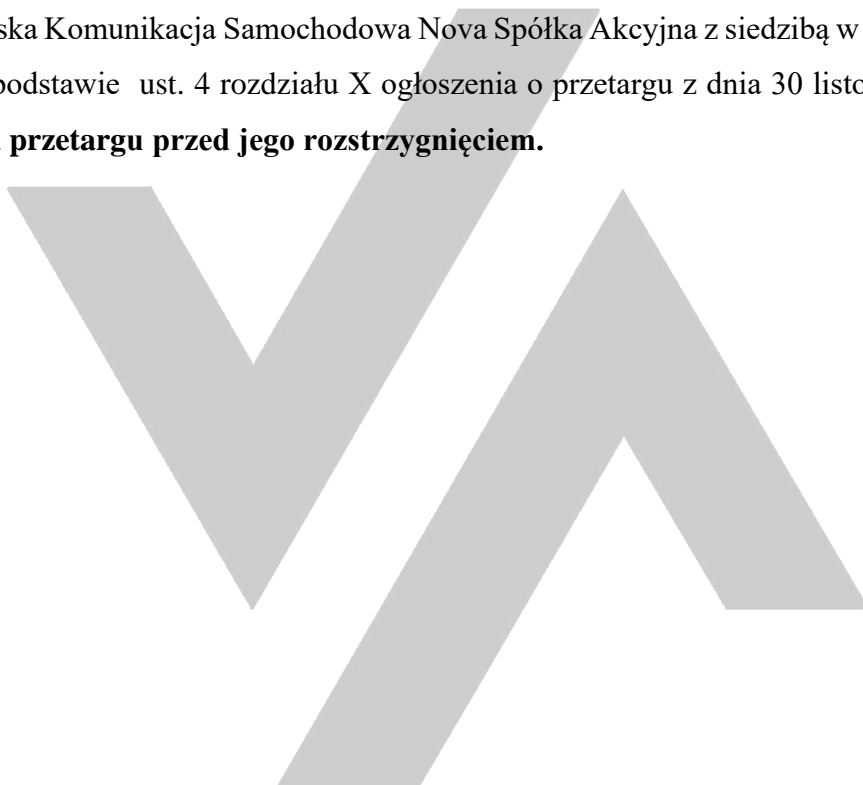 ska Komunikacja Samochodowa Nova Spółka Akcyjna z siedzibą w
podstawie ust. 4 rozdziału X ogłoszenia o przetargu z dnia 30 listo
przetargu przed jego rozstrzygnięciem.